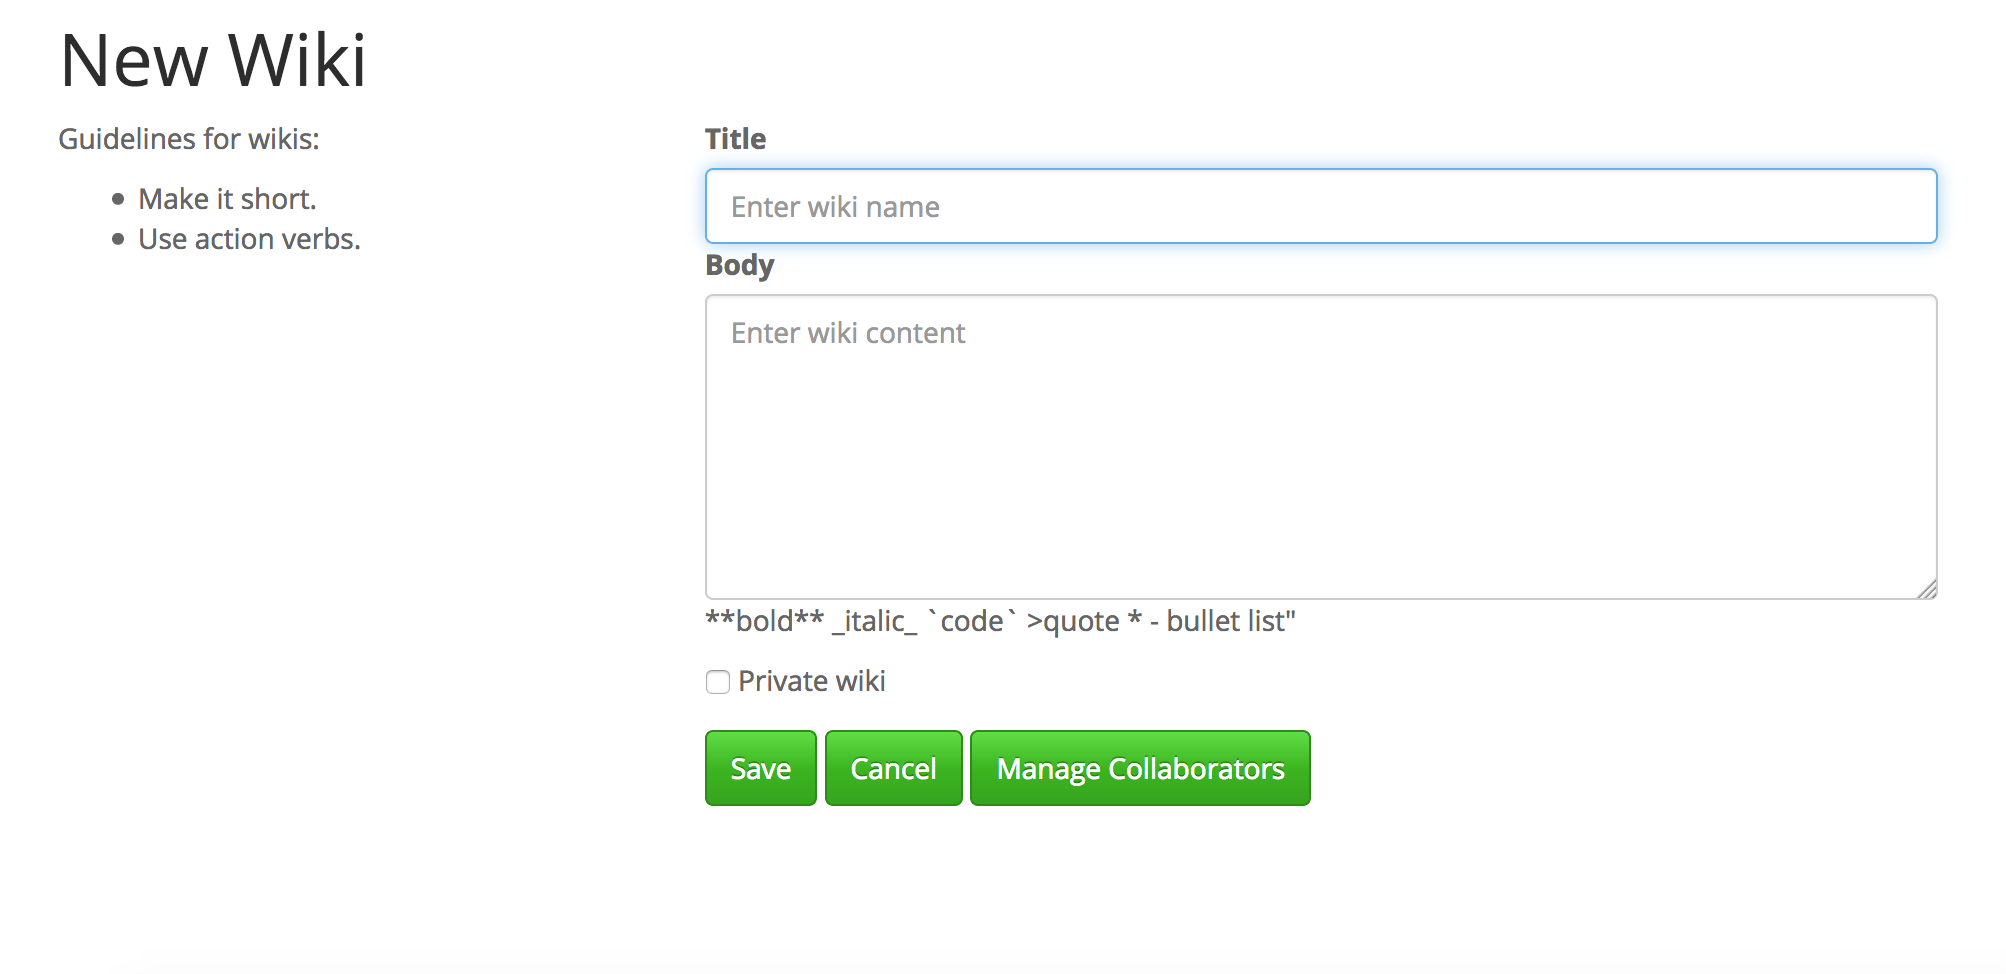 New Wiki
Guidelines for wikis:
Make it short.
Use action verbs.
Title
Enter wiki name
Body
Enter wiki content
**bold** _italic_ `code` >quote * - bullet list"
Private wiki
Save Cancel Manage Collaborators